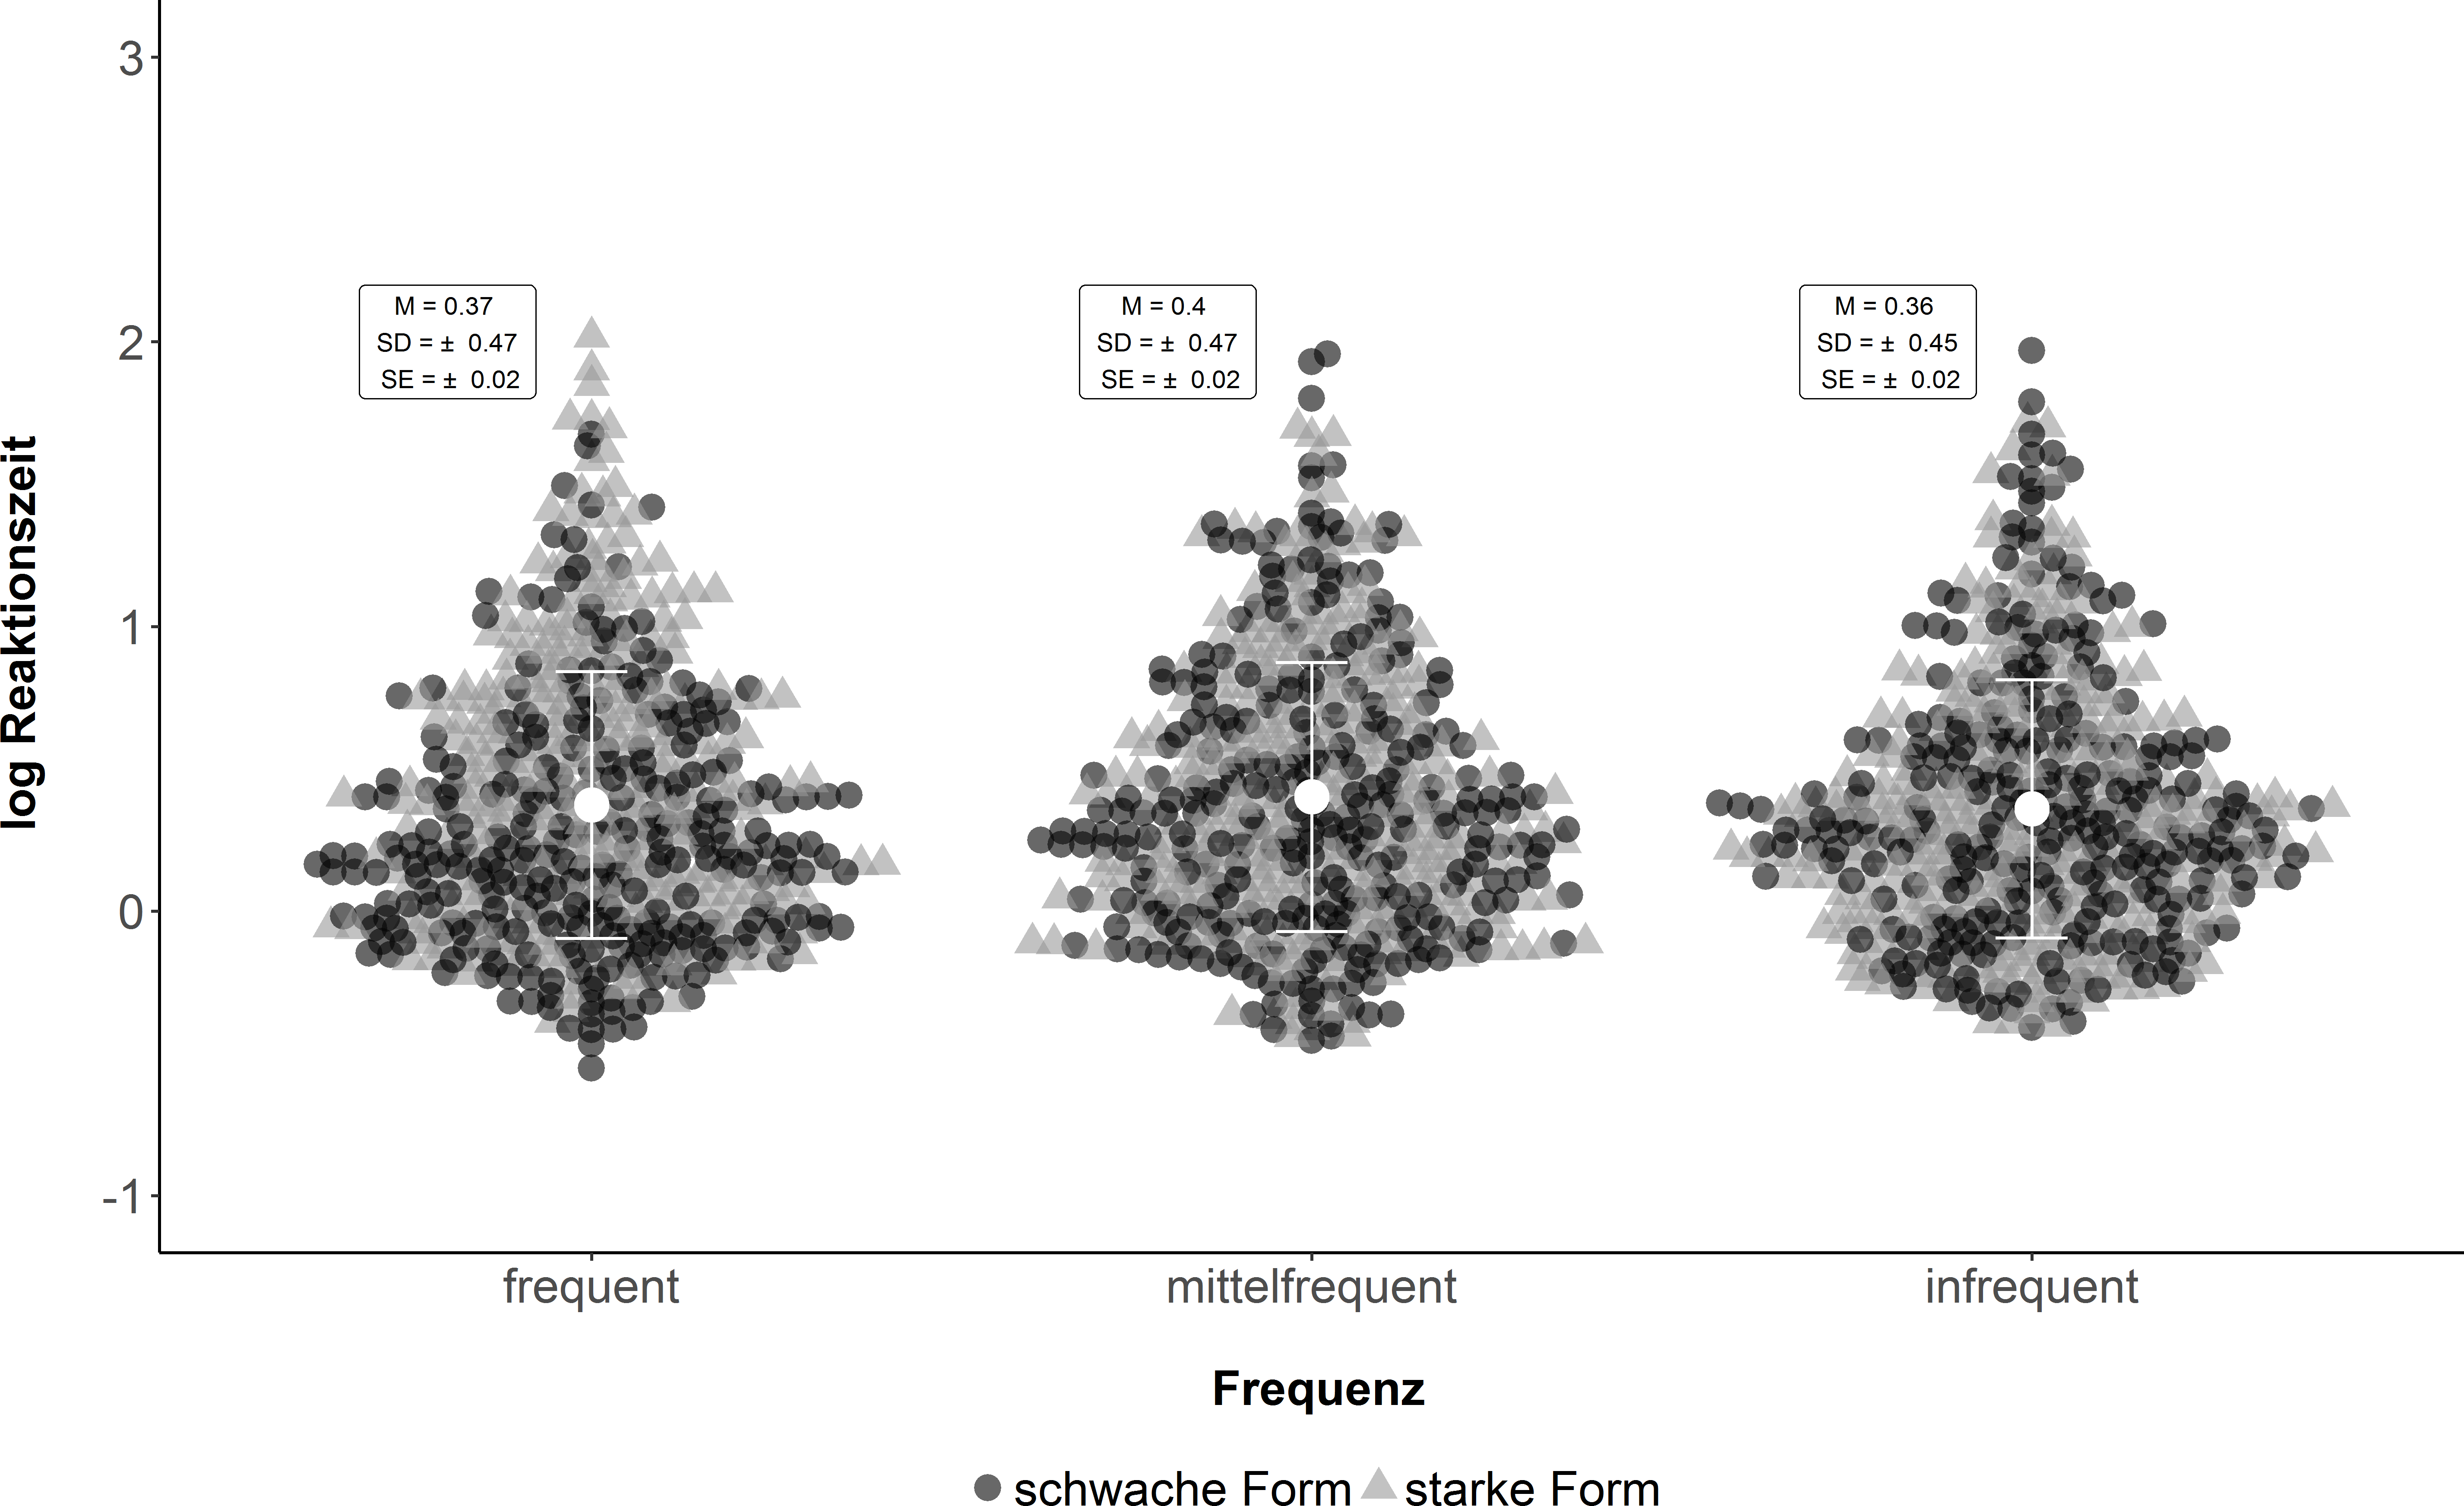 log Reaktionszeit
3
2
1
0
-1
M = 0.37
SD = ± 0.47
SE = ± 0.02
M = 0.4
SD = ± 0.47
SE = ± 0.02
M = 0.36
SD = ± 0.45
SE = ± 0.02
frequent
mittelfrequent
infrequent
Frequenz
schwache Form
starke Form